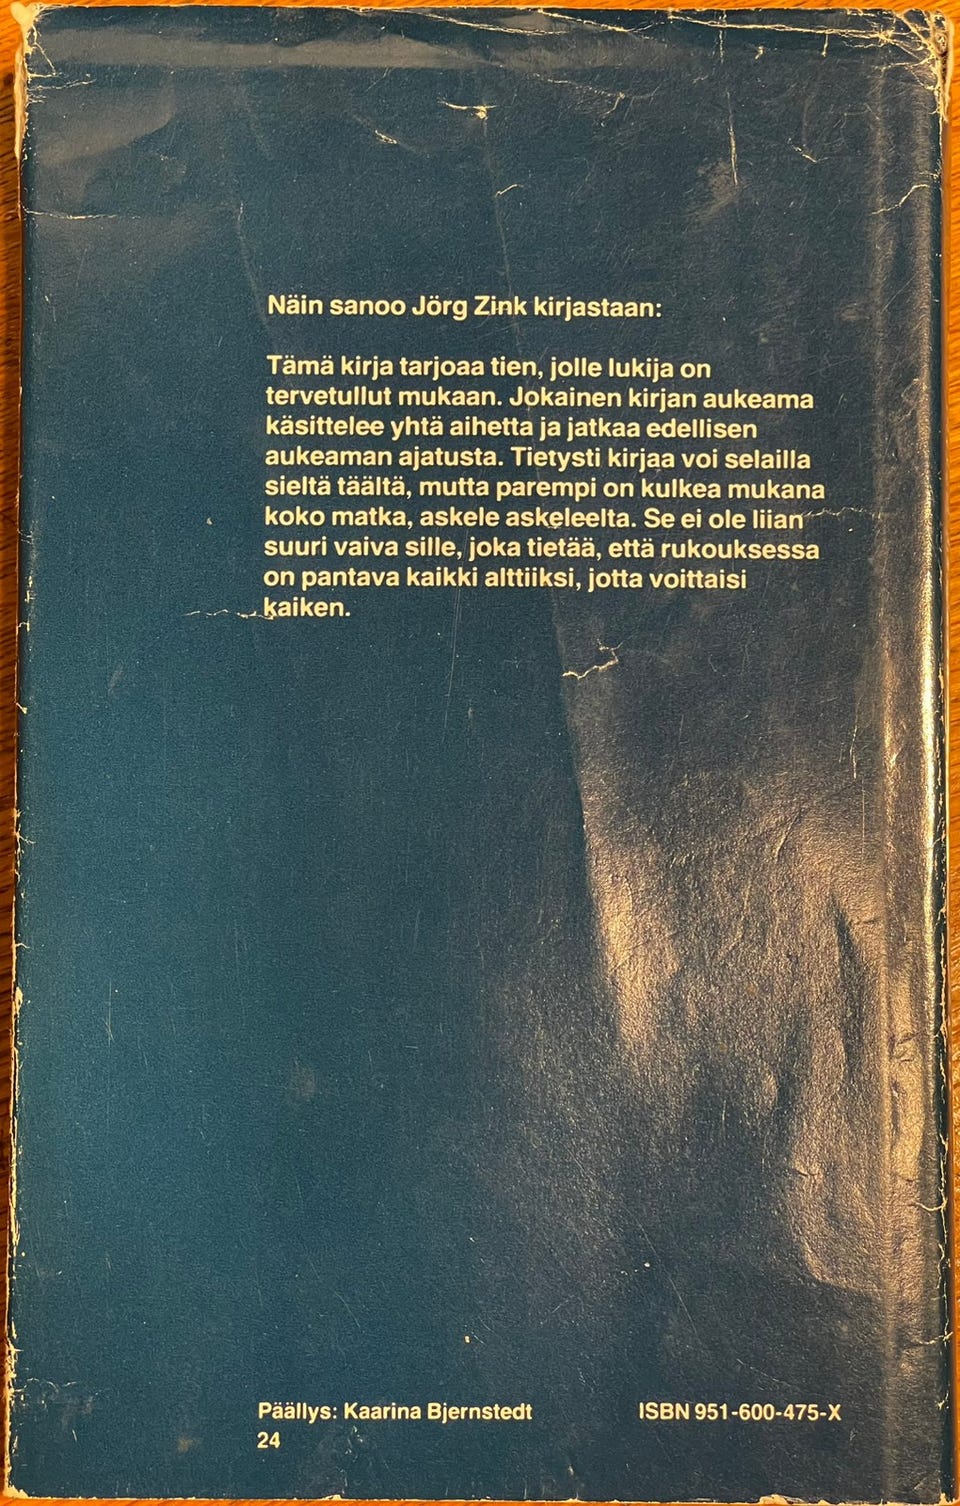 Näin sanoo Jörg Zink kirjastaan:
Tämä kirja tarjoaa tien, jolle lukija on
tervetullut mukaan. Jokainen kirjan aukeama
käsittelee yhtä aihetta ja jatkaa edellisen
aukeaman ajatusta. Tietysti kirjaa voi selailla
sieltä täältä, mutta parempi on kulkea mukana
koko matka, askele askeleelta. Se ei ole liian
suuri vaiva sille, joka tietää, että rukouksessa
on pantava kaikki alttiiksi, jotta voittaisi
kaiken.
Päällys: Kaarina Bjernstedt
24
ISBN 951-600-475-X